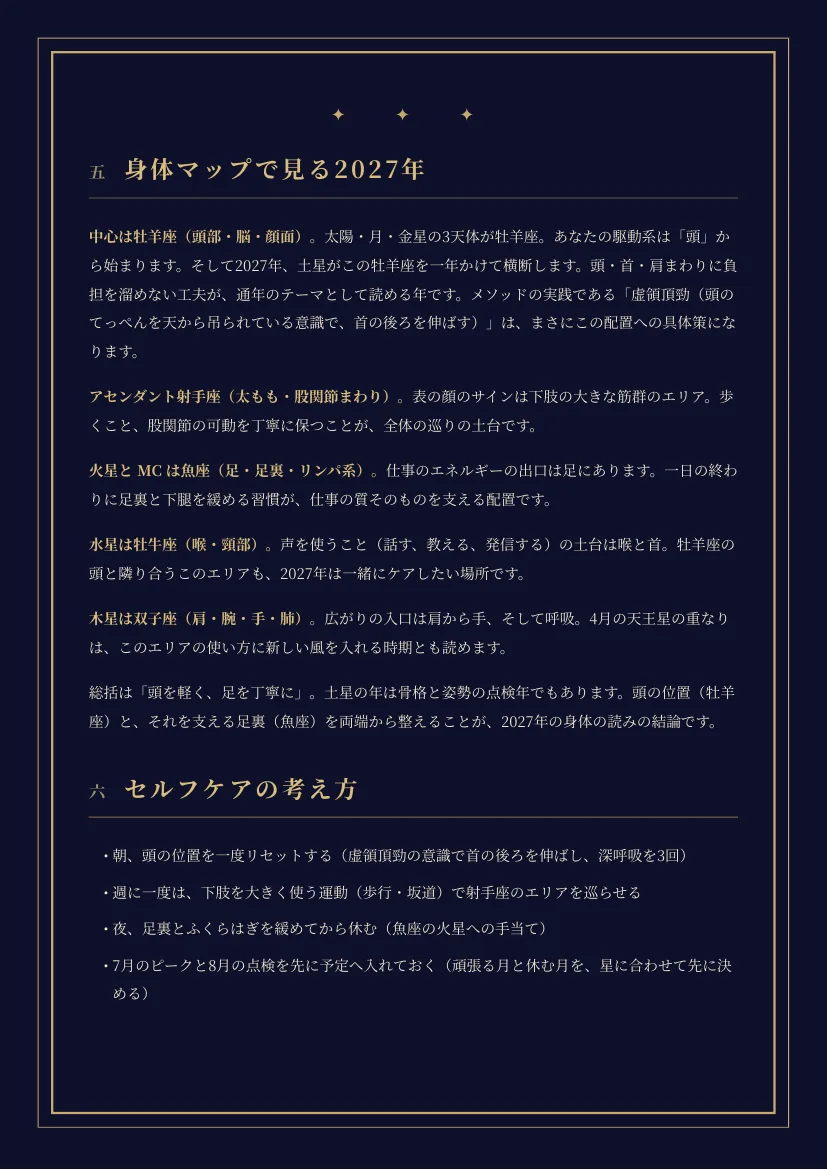 五 身体マップで見る2027年
中心は牡羊座（頭部・脳・顔面）。太陽・月・金星の3天体が牡羊座。あなたの駆動系は「頭」か
ら始まります。そして2027年、土星がこの牡羊座を一年かけて横断します。頭・首・肩まわりに負
担を溜めない工夫が、通年のテーマとして読める年です。メソッドの実践である「虚領頂勁（頭の
てっぺんを天から吊られている意識で、首の後ろを伸ばす）」は、まさにこの配置への具体策にな
ります。
アセンダント射手座（太もも・股関節まわり）。表の顔のサインは下肢の大きな筋群のエリア。歩
くこと、股関節の可動を丁寧に保つことが、全体の巡りの土台です。
火星と MC は魚座（足・足裏・リンパ系）。仕事のエネルギーの出口は足にあります。一日の終わ
りに足裏と下腿を緩める習慣が、仕事の質そのものを支える配置です。
水星は牡牛座（喉・頸部）。声を使うこと（話す、教える、発信する）の土台は喉と首。牡羊座の
頭と隣り合うこのエリアも、2027年は一緒にケアしたい場所です。
木星は双子座（肩・腕・手・肺）。広がりの入口は肩から手、そして呼吸。4月の天王星の重なり
は、このエリアの使い方に新しい風を入れる時期とも読めます。
総括は「頭を軽く、足を丁寧に」。土星の年は骨格と姿勢の点検年でもあります。頭の位置（牡羊
座）と、それを支える足裏（魚座）を両端から整えることが、2027年の身体の読みの結論です。
六 セルフケアの考え方
・朝、頭の位置を一度リセットする（虚領頂勁の意識で首の後ろを伸ばし、深呼吸を3回）
・週に一度は、下肢を大きく使う運動（歩行・坂道）で射手座のエリアを巡らせる
・夜、足裏とふくらはぎを緩めてから休む（魚座の火星への手当て）
・7月のピークと8月の点検を先に予定へ入れておく（頑張る月と休む月を、星に合わせて先に決
める）